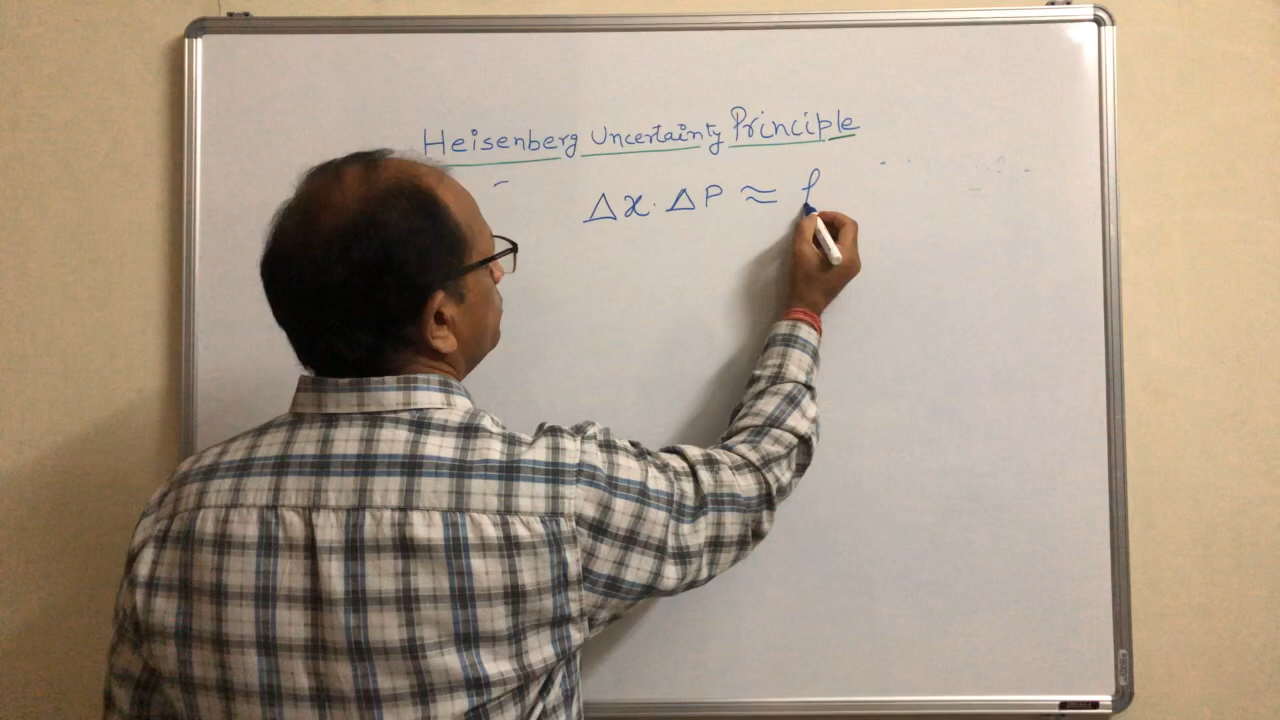 Heisenberg Uncertainty Principle
Δx. ΔP ≈